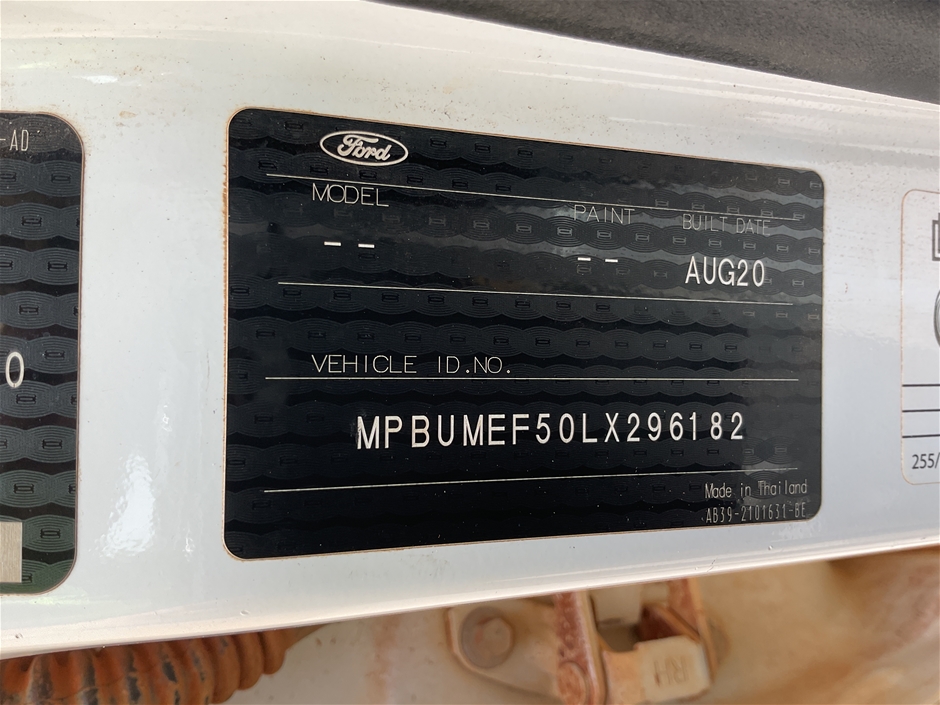 -AD
0
Ford
MODEL PAINT BUILT DATE
-- -- AUG20
VEHICLE ID.NO.
MPBUMEF50LX296182
Made in Thailand
AB39-2101631-BE
255/
RH